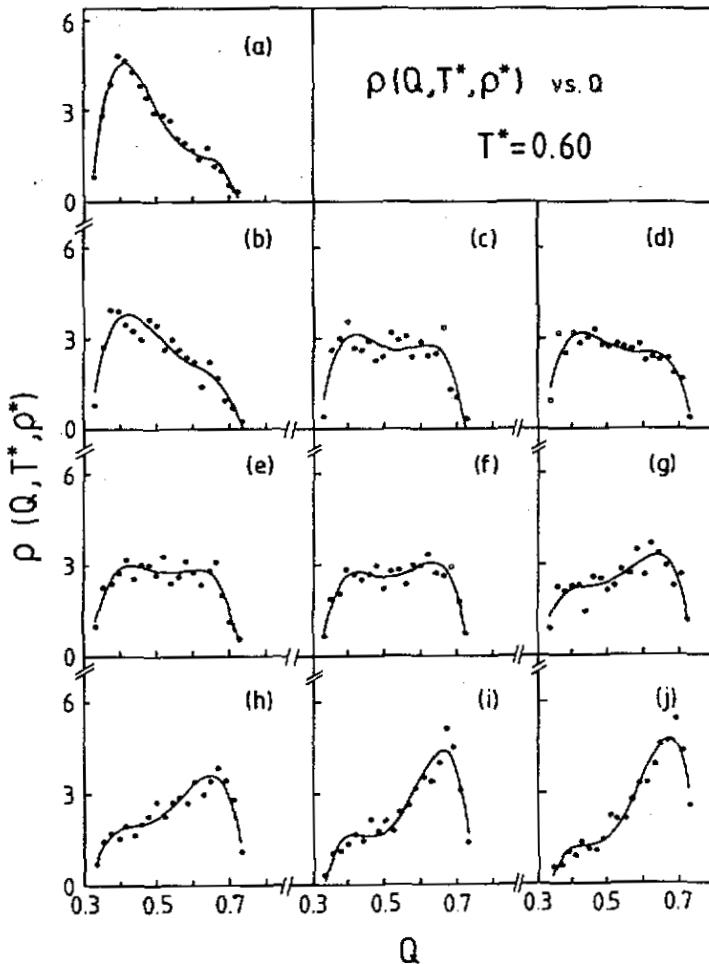 6
3
0
(a)
ρ(Q,T*,ρ*) vs. Q
T*=0.60
6
3
0
(b)
(c)
(d)
ρ (Q,T*,ρ*)
6
3
0
(e)
(f)
(g)
6
3
0
(h)
(i)
(j)
0.3 0.5 0.7 0.3 0.5 0.7 0.3 0.5 0.7
Q